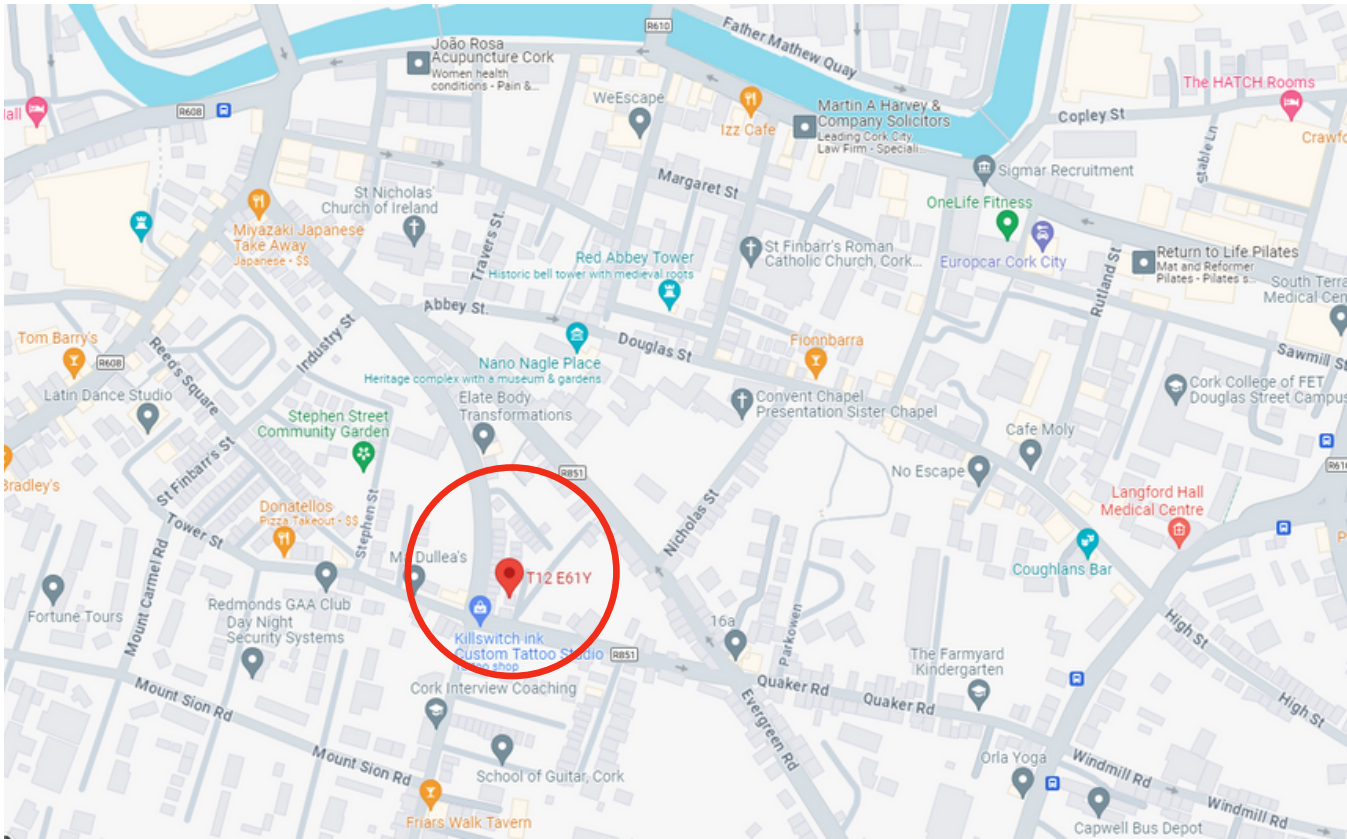 R610
Father Mathew Quay
João Rosa
Acupuncture Cork
Women health
conditions - Pain &...
The HATCH Rooms
all
R608
WeEscape
Izz Cafe
Martin A Harvey &
Company Solicitors
Leading Cork City
Law Firm - Speciali...
Copley St
Stable Ln
Crawfo
Sigmar Recruitment
Margaret St
St Nicholas'
Church of Ireland
Miyazaki Japanese
Take Away
Japanese · $$
Travers St.
OneLife Fitness
Europcar Cork City
St Finbarr's Roman
Catholic Church, Cork...
Red Abbey Tower
Historic bell tower with medieval roots
Return to Life Pilates
Mat and Reformer
Pilates - Pilates s...
Rutland St
South Terra
Medical Cen
Abbey St.
Industry St
Douglas St
Tom Barry's
R608
Reed's Square
Nano Nagle Place
Heritage complex with a museum & gardens
Fionnbarra
Sawmill St
Latin Dance Studio
Elate Body
Transformations
Convent Chapel
Presentation Sister Chapel
Cork College of FET
Douglas Street Campus
Stephen Street
Community Garden
Cafe Moly
No Escape
R851
R610
Bradley's
St Finbarr's St
Langford Hall
Medical Centre
Donatellos
Pizza Takeout · $$
Tower St
Stephen St
Nicholas St
Mount Carmel Rd
Dullea's
T12 E61Y
Coughlans Bar
Fortune Tours
Redmonds GAA Club
Day Night
Security Systems
Killswitch ink
Custom Tattoo Studio
Tattoo shop
R851
16a
Parkowen
High St
The Farmyard
Kindergarten
Quaker Rd
Quaker Rd
High St
Cork Interview Coaching
Mount Sion Rd
Evergreen Rd
Mount Sion Rd
School of Guitar, Cork
Orla Yoga
Windmill Rd
Windmill Rd
Friars Walk Tavern
Capwell Bus Depot